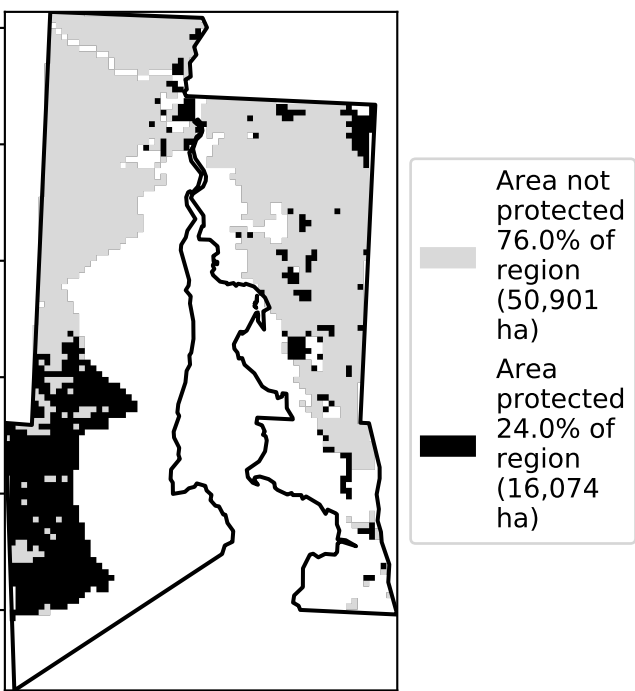 Area not
protected
76.0% of
region
(50,901
ha)
Area
protected
24.0% of
region
(16,074
ha)